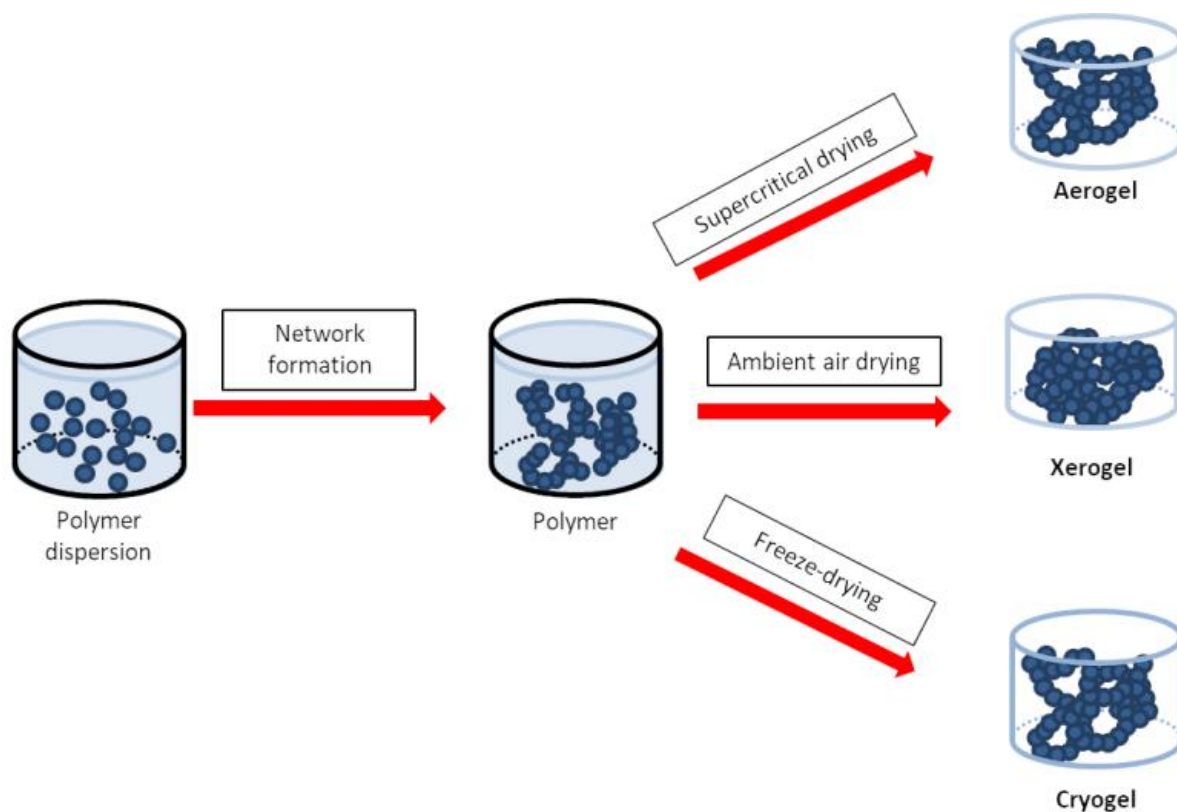 Supercritical drying
Aerogel
Network
formation
Ambient air drying
Xerogel
Polymer
dispersion
Polymer
Freeze-drying
Cryogel